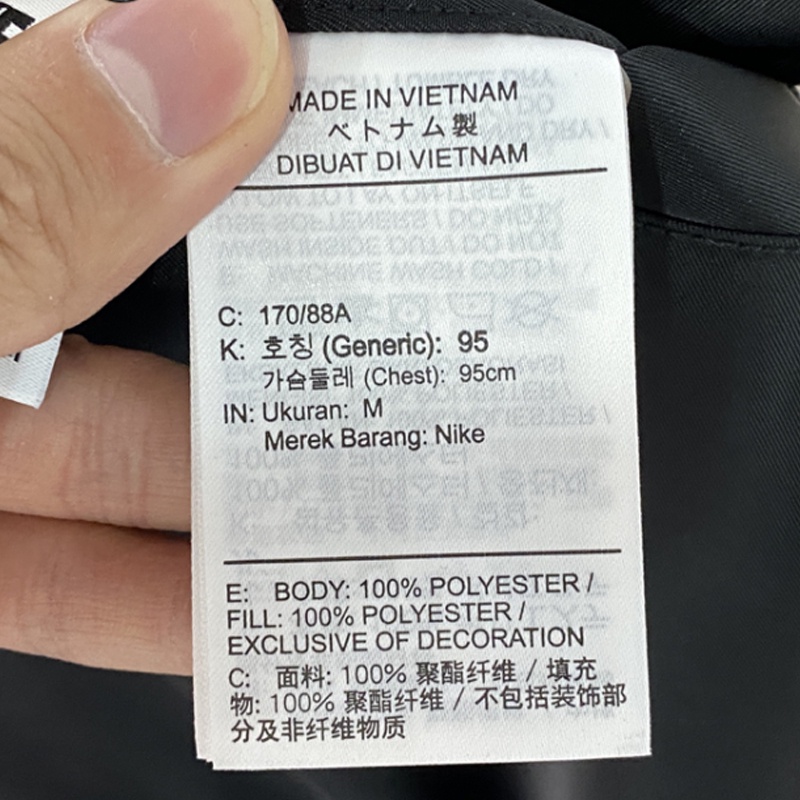 MADE IN VIETNAM
ベトナム製
DIBUAT DI VIETNAM
C: 170/88A
K: 호칭 (Generic): 95
가슴둘레 (Chest): 95cm
IN: Ukuran: M
Merek Barang: Nike
E: BODY: 100% POLYESTER /
FILL: 100% POLYESTER /
EXCLUSIVE OF DECORATION
C: 面料: 100% 聚酯纤维 / 填充
物: 100% 聚酯纤维 / 不包括装饰部
分及非纤维物质